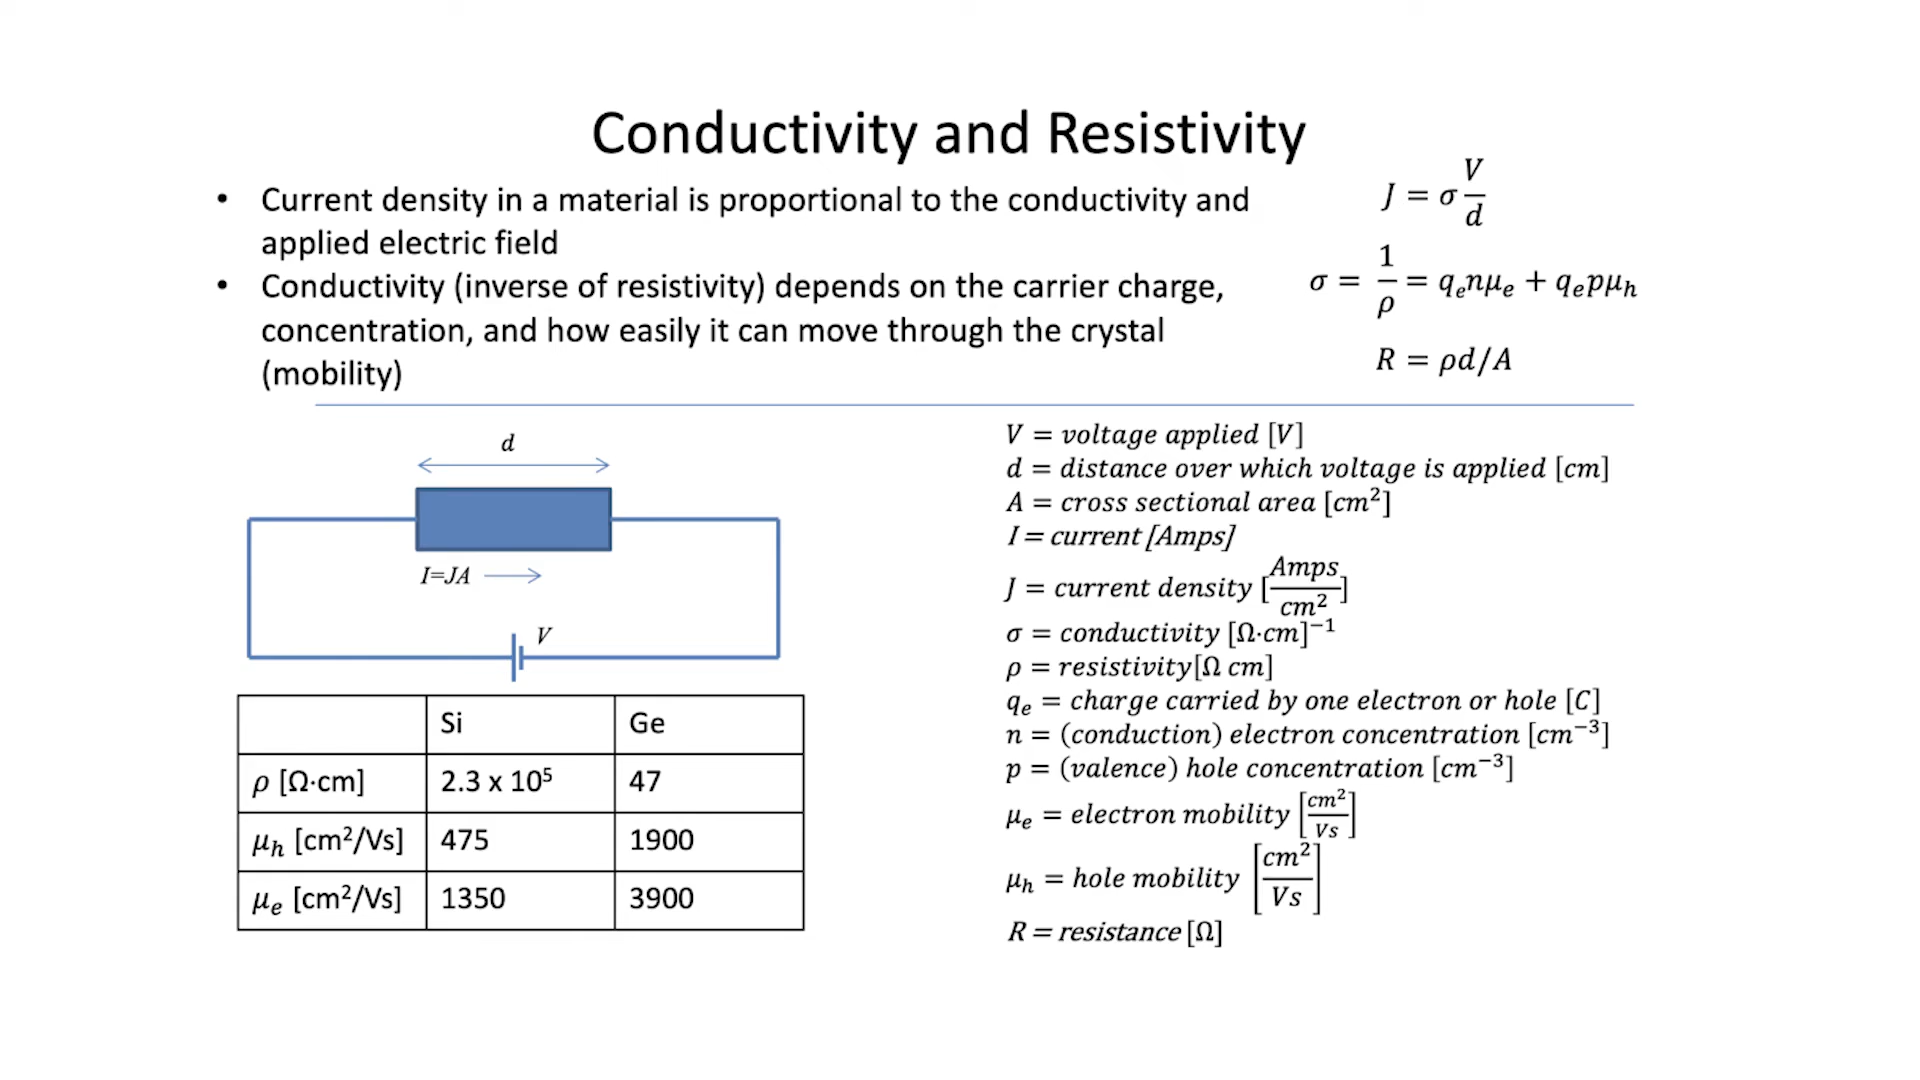 Conductivity and Resistivity
• Current density in a material is proportional to the conductivity and
applied electric field
• Conductivity (inverse of resistivity) depends on the carrier charge,
concentration, and how easily it can move through the crystal
(mobility)
J = σ V/d
σ = 1/ρ = qₑnμₑ + qₑpμₕ
R = ρd/A
d
I=JA
V
Si Ge
ρ [Ω·cm] 2.3 x 10⁵ 47
μₕ [cm²/Vs] 475 1900
μₑ [cm²/Vs] 1350 3900
V = voltage applied [V]
d = distance over which voltage is applied [cm]
A = cross sectional area [cm²]
I = current [Amps]
J = current density [Amps/cm²]
σ = conductivity [Ω·cm]⁻¹
ρ = resistivity[Ω cm]
qₑ = charge carried by one electron or hole [C]
n = (conduction) electron concentration [cm⁻³]
p = (valence) hole concentration [cm⁻³]
μₑ = electron mobility [cm²/Vs]
μₕ = hole mobility [cm²/Vs]
R = resistance [Ω]